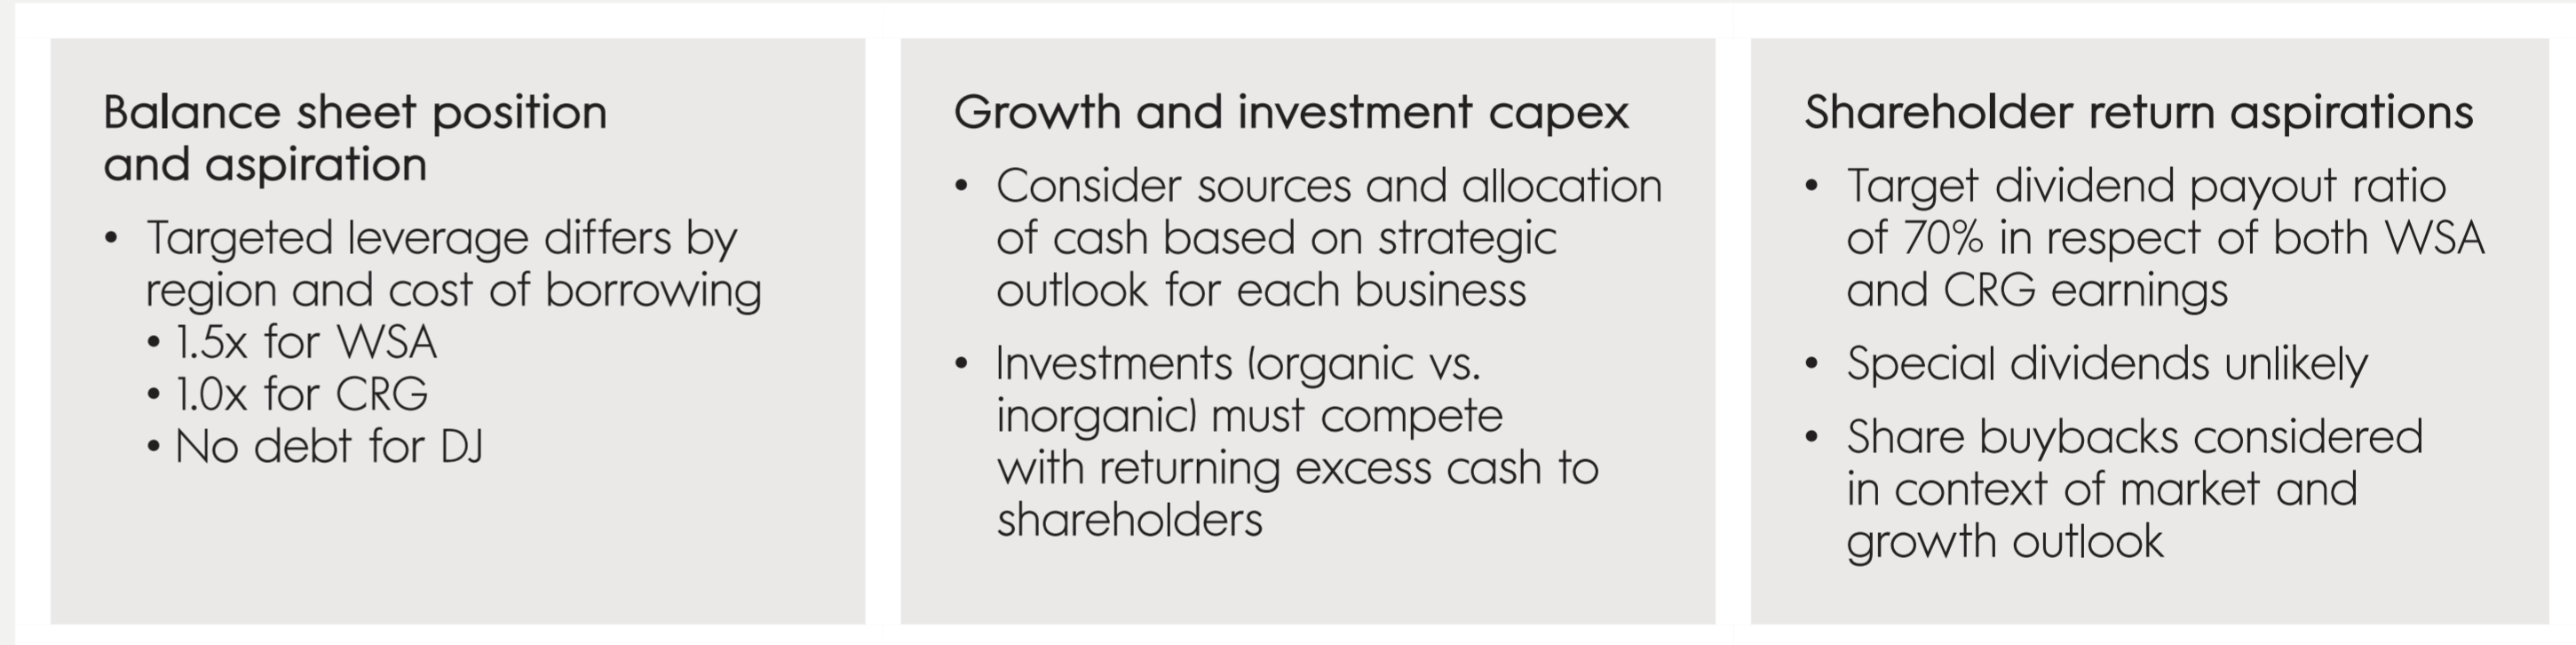 Balance sheet position
and aspiration
• Targeted leverage differs by
region and cost of borrowing
• 1.5x for WSA
• 1.0x for CRG
• No debt for DJ
Growth and investment capex
• Consider sources and allocation
of cash based on strategic
outlook for each business
• Investments (organic vs.
inorganic) must compete
with returning excess cash to
shareholders
Shareholder return aspirations
• Target dividend payout ratio
of 70% in respect of both WSA
and CRG earnings
• Special dividends unlikely
• Share buybacks considered
in context of market and
growth outlook